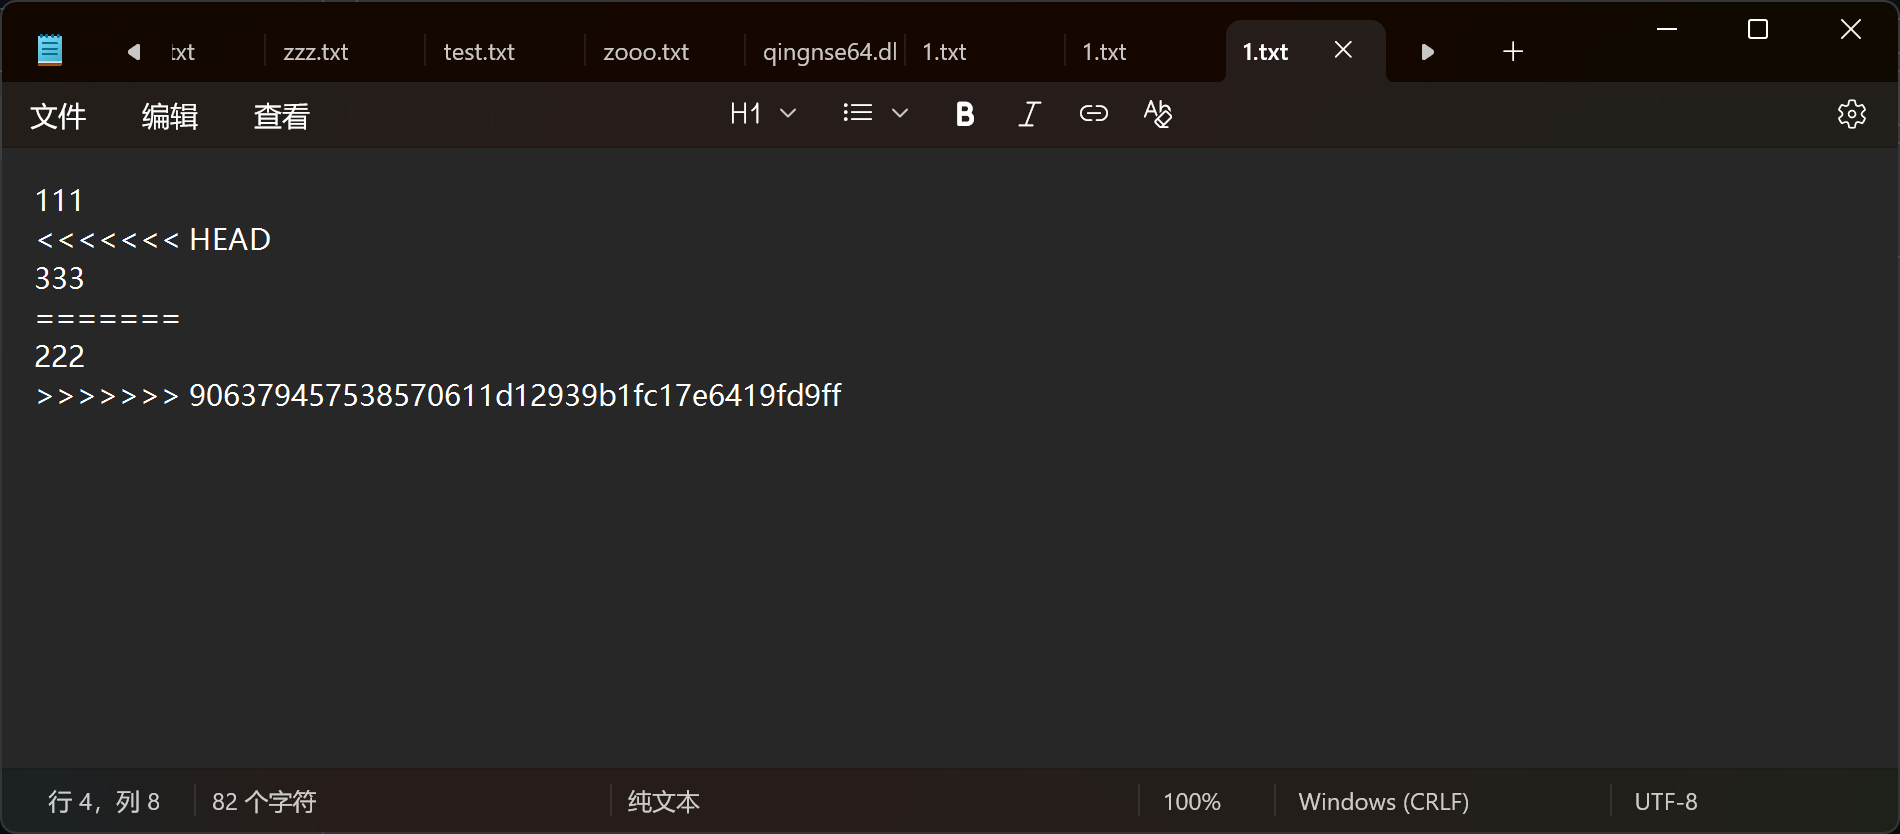 txt
zzz.txt
test.txt
zooo.txt
qingnse64.dl
1.txt
1.txt
1.txt
文件 编辑 查看
H1
111
<<<<<<< HEAD
333
=======
222
>>>>>>> 906379457538570611d12939b1fc17e6419fd9ff
行 4，列 8
82 个字符
纯文本
100%
Windows (CRLF)
UTF-8